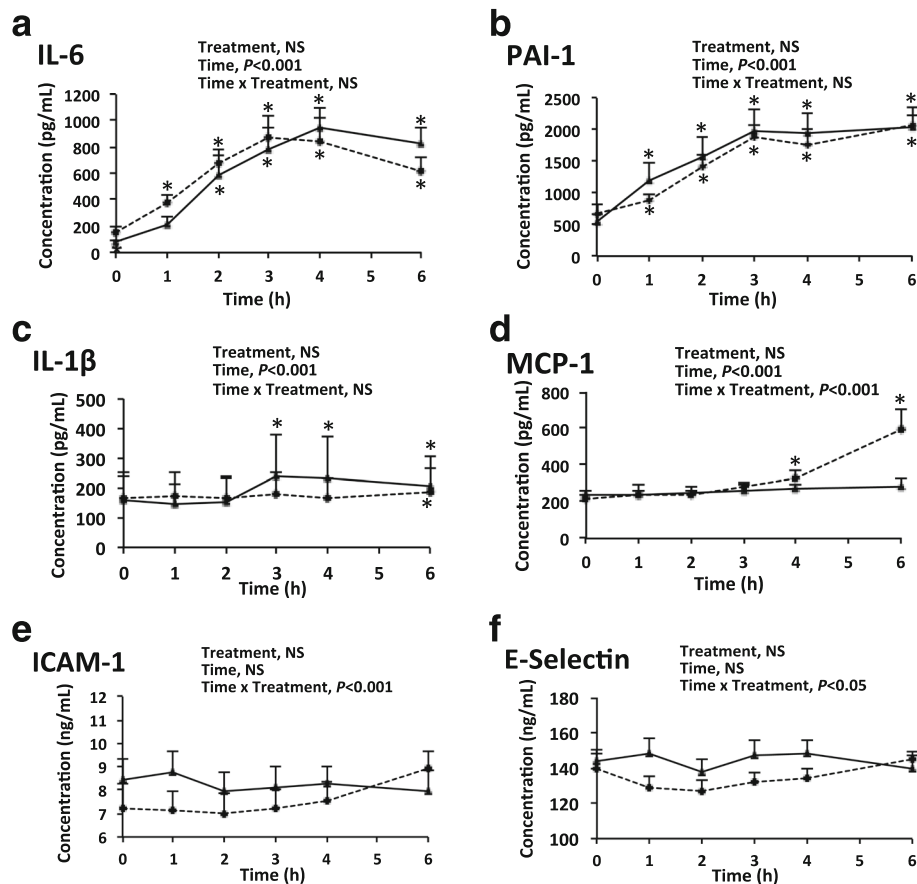 a
IL-6
Treatment, NS
Time, P<0.001
Time x Treatment, NS
Concentration (pg/mL)
1200
1000
800
600
400
200
0
* * * * * * * *
0 1 2 3 4 5 6
Time (h)
b
PAI-1
Treatment, NS
Time, P<0.001
Time x Treatment, NS
Concentration (pg/mL)
2500
2000
1500
1000
500
0
* * * * * * * * * *
0 1 2 3 4 5 6
Time (h)
c
IL-1β
Treatment, NS
Time, P<0.001
Time x Treatment, NS
Concentration (pg/mL)
500
400
300
200
100
0
* * * *
0 1 2 3 4 5 6
Time (h)
d
MCP-1
Treatment, NS
Time, P<0.001
Time x Treatment, P<0.001
Concentration (pg/mL)
800
600
400
200
0
* *
0 1 2 3 4 5 6
Time (h)
e
ICAM-1
Treatment, NS
Time, NS
Time x Treatment, P<0.001
Concentration (ng/mL)
12
11
10
9
8
7
6
0 1 2 3 4 5 6
Time (h)
f
E-Selectin
Treatment, NS
Time, NS
Time x Treatment, P<0.05
Concentration (ng/mL)
180
160
140
120
100
0 1 2 3 4 5 6
Time (h)